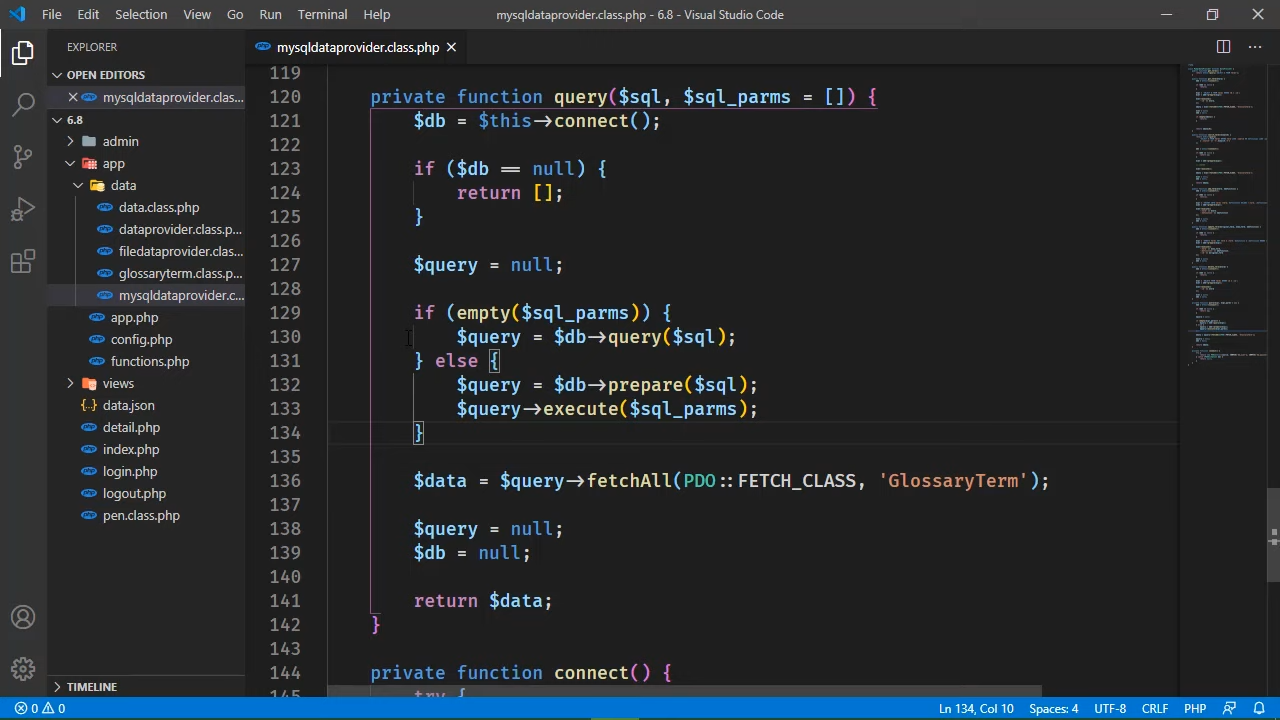 File Edit Selection View Go Run Terminal Help
mysqldataprovider.class.php - 6.8 - Visual Studio Code
EXPLORER
OPEN EDITORS
mysqldataprovider.clas...
6.8
admin
app
data
data.class.php
dataprovider.class.p...
filedataprovider.clas...
glossaryterm.class.p...
mysqldataprovider.c...
app.php
config.php
functions.php
views
data.json
detail.php
index.php
login.php
logout.php
pen.class.php
TIMELINE
mysqldataprovider.class.php
119
120 private function query($sql, $sql_parms = []) {
121 $db = $this->connect();
122
123 if ($db == null) {
124 return [];
125 }
126
127 $query = null;
128
129 if (empty($sql_parms)) {
130 $query = $db->query($sql);
131 } else {
132 $query = $db->prepare($sql);
133 $query->execute($sql_parms);
134 }
135
136 $data = $query->fetchAll(PDO::FETCH_CLASS, 'GlossaryTerm');
137
138 $query = null;
139 $db = null;
140
141 return $data;
142 }
143
144 private function connect() {
145 try {
0 0 Ln 134, Col 10 Spaces: 4 UTF-8 CRLF PHP